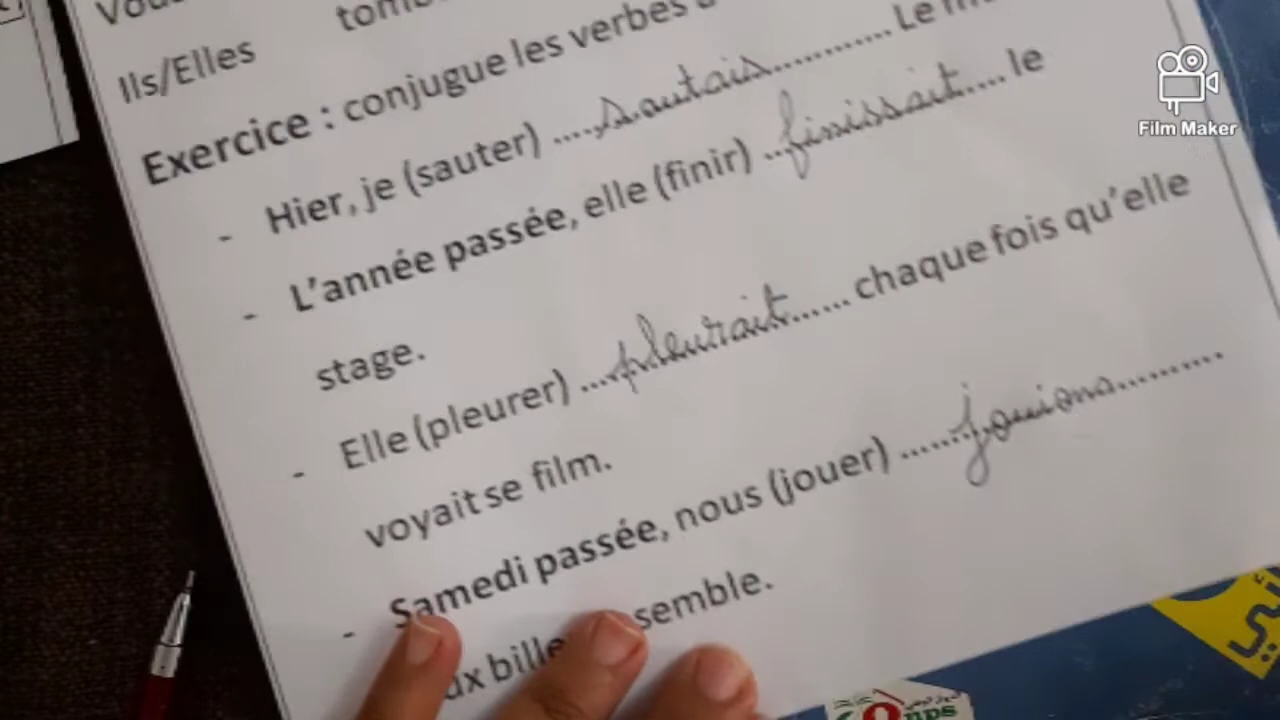 Ils/Elles
Exercice : conjugue les verbes
Hier, je (sauter) ....sautais............ Le
- L'année passée, elle (finir) ...finissait.... le
stage.
- Elle (pleurer) ....pleurait...... chaque fois qu'elle
voyait se film.
- Samedi passée, nous (jouer) .......jouions..........
semble.
Film Maker